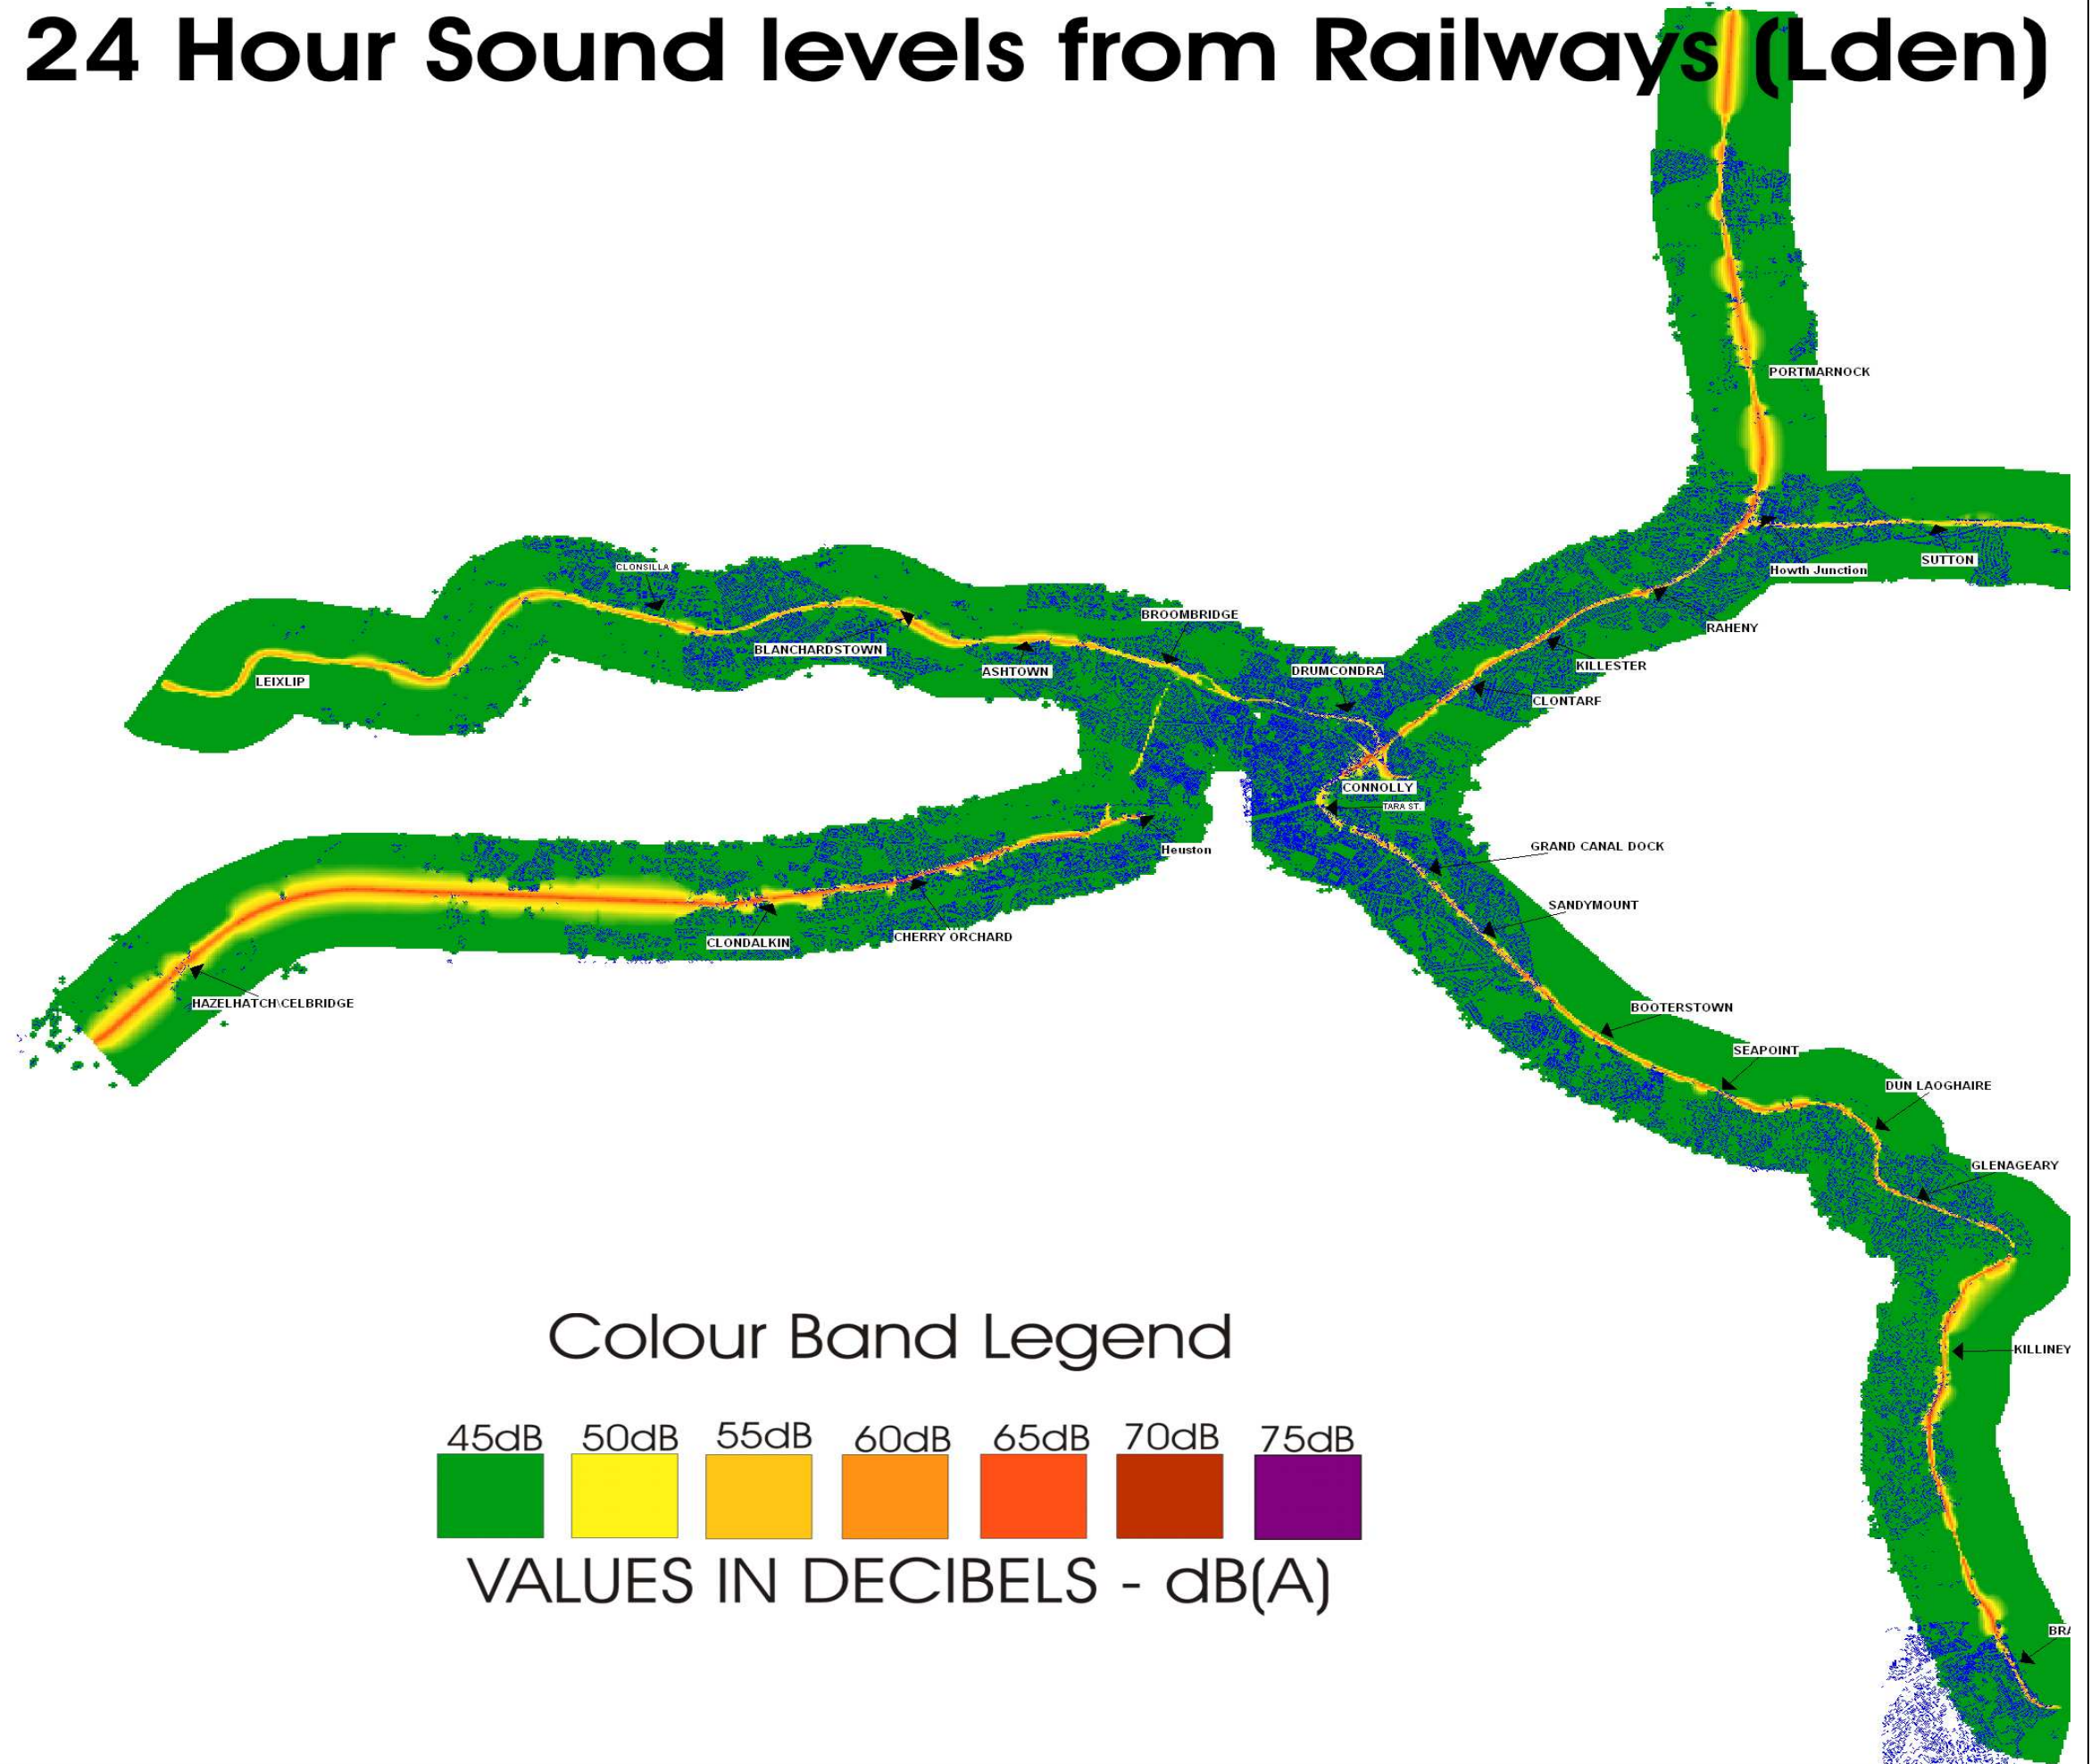 24 Hour Sound levels from Railways (Lden)
PORTMARNOCK
SUTTON
Howth Junction
CLONSILLA
BROOMBRIDGE
RAHENY
BLANCHARDSTOWN
ASHTOWN
DRUMCONDRA
KILLESTER
LEIXLIP
CLONTARF
CONNOLLY
TARA ST.
Heuston
GRAND CANAL DOCK
SANDYMOUNT
CLONDALKIN
CHERRY ORCHARD
HAZELHATCH\CELBRIDGE
BOOTERSTOWN
SEAPOINT
DUN LAOGHAIRE
GLENAGEARY
KILLINEY
Colour Band Legend
45dB 50dB 55dB 60dB 65dB 70dB 75dB
VALUES IN DECIBELS - dB(A)
BRA